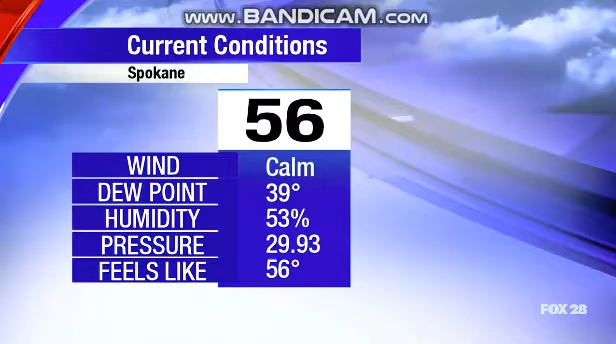 WWW.BANDICAM.COM
Current Conditions
Spokane
56
WIND Calm
DEW POINT 39°
HUMIDITY 53%
PRESSURE 29.93
FEELS LIKE 56°
FOX 28